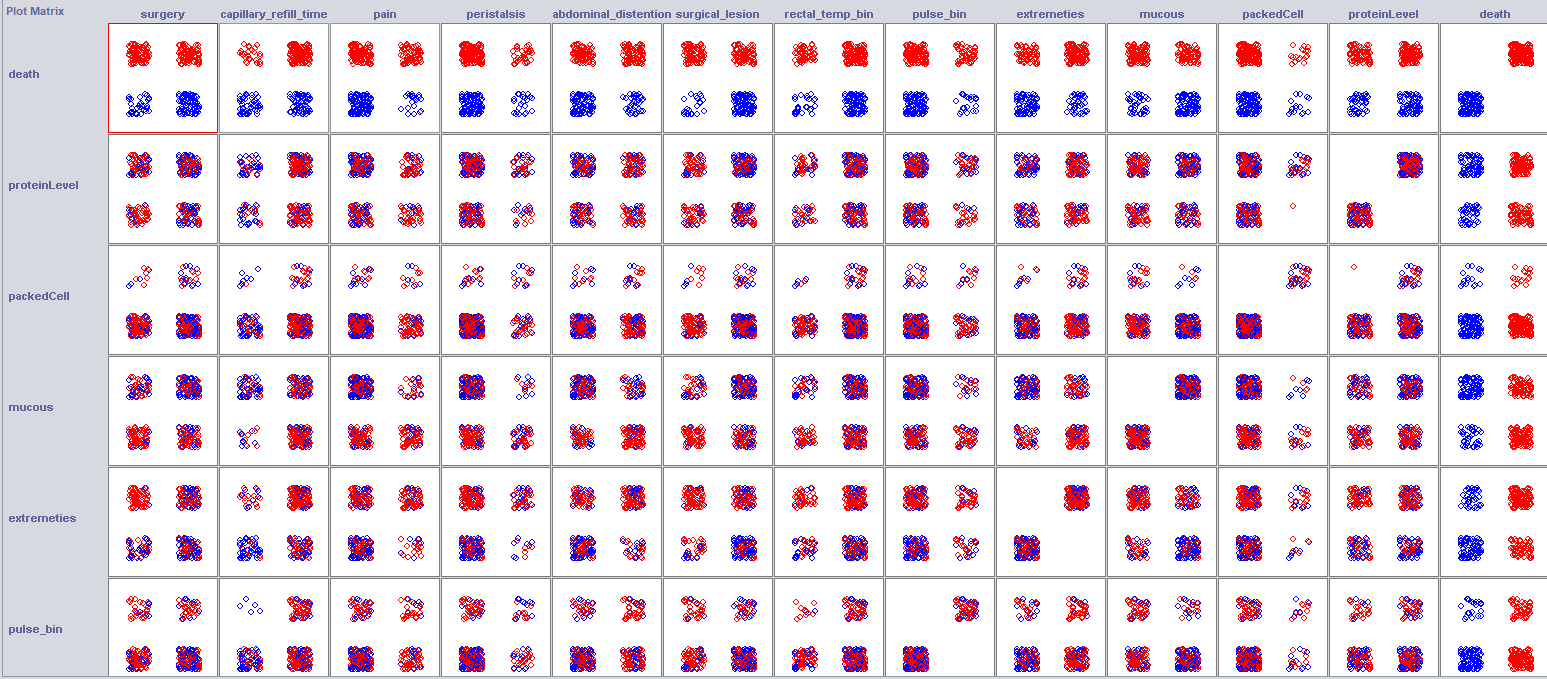 Plot Matrix surgery capillary_refill_time pain peristalsis abdominal_distention surgical_lesion rectal_temp_bin pulse_bin extremeties mucous packedCell proteinLevel death
death
proteinLevel
packedCell
mucous
extremeties
pulse_bin